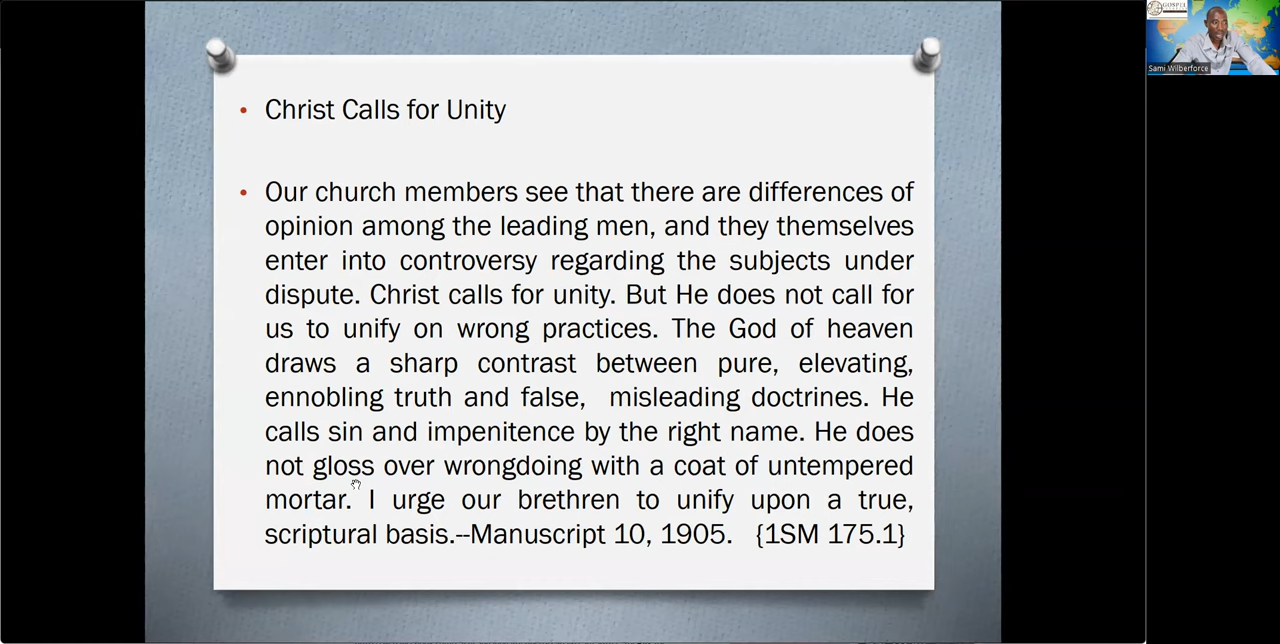 Christ Calls for Unity
Our church members see that there are differences of
opinion among the leading men, and they themselves
enter into controversy regarding the subjects under
dispute. Christ calls for unity. But He does not call for
us to unify on wrong practices. The God of heaven
draws a sharp contrast between pure, elevating,
ennobling truth and false,  misleading doctrines. He
calls sin and impenitence by the right name. He does
not gloss over wrongdoing with a coat of untempered
mortar. I urge our brethren to unify upon a true,
scriptural basis.--Manuscript 10, 1905.   {1SM 175.1}
GOSPEL
Sami Wilberforce